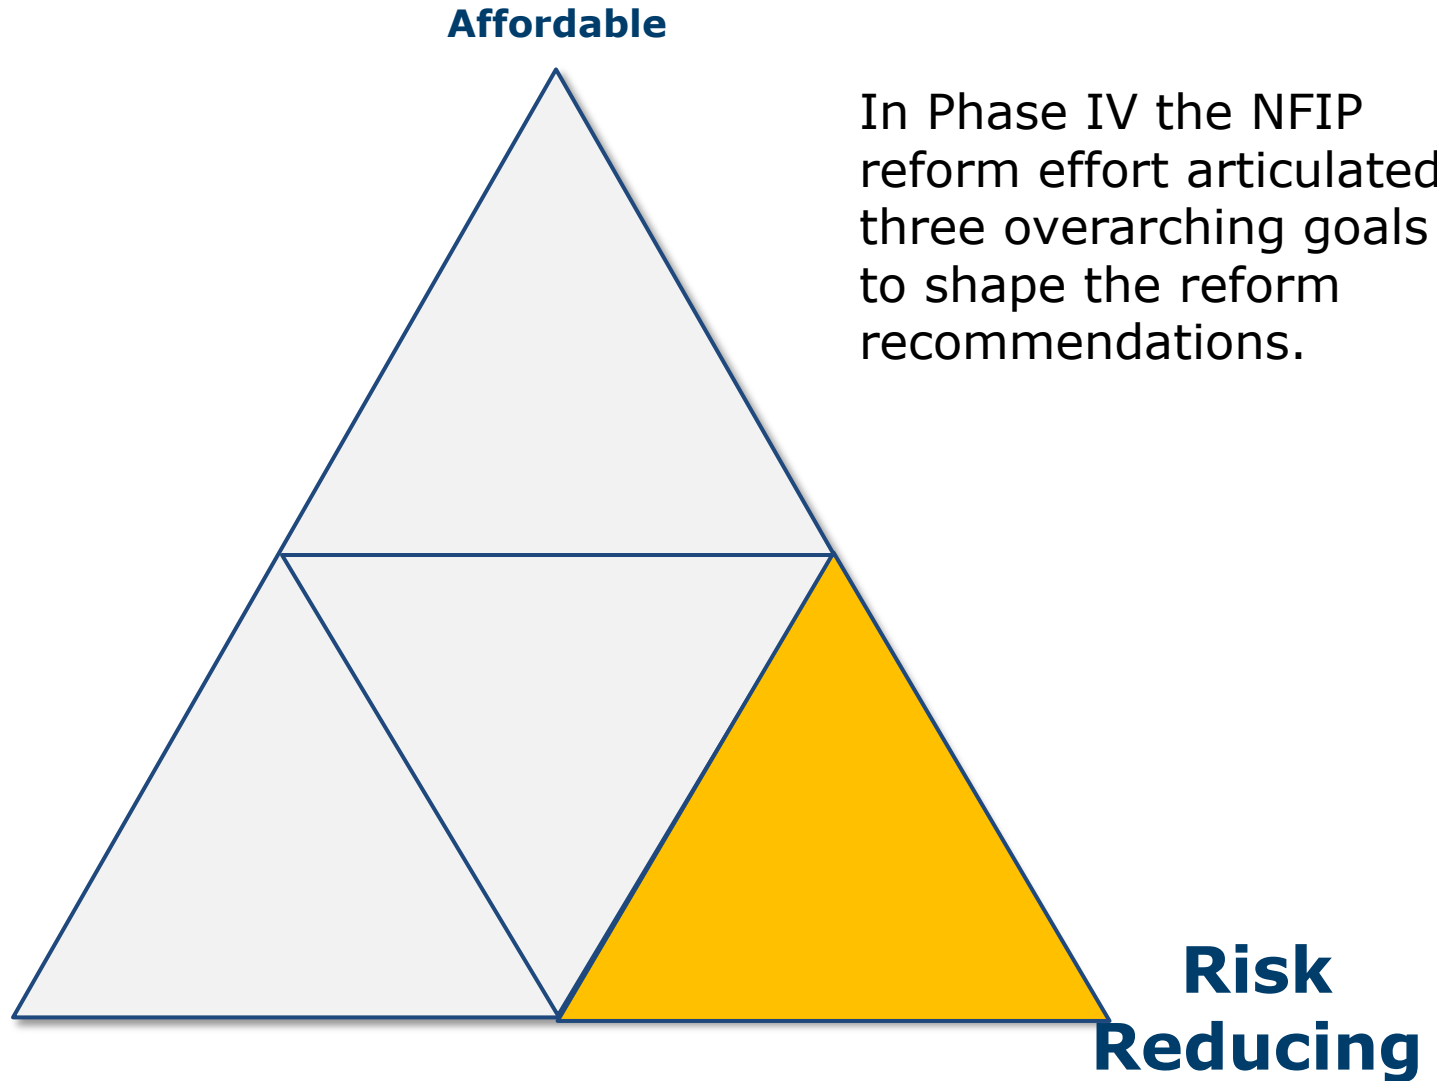 Affordable
In Phase IV the NFIP
reform effort articulated
three overarching goals
to shape the reform
recommendations.
Risk
Reducing